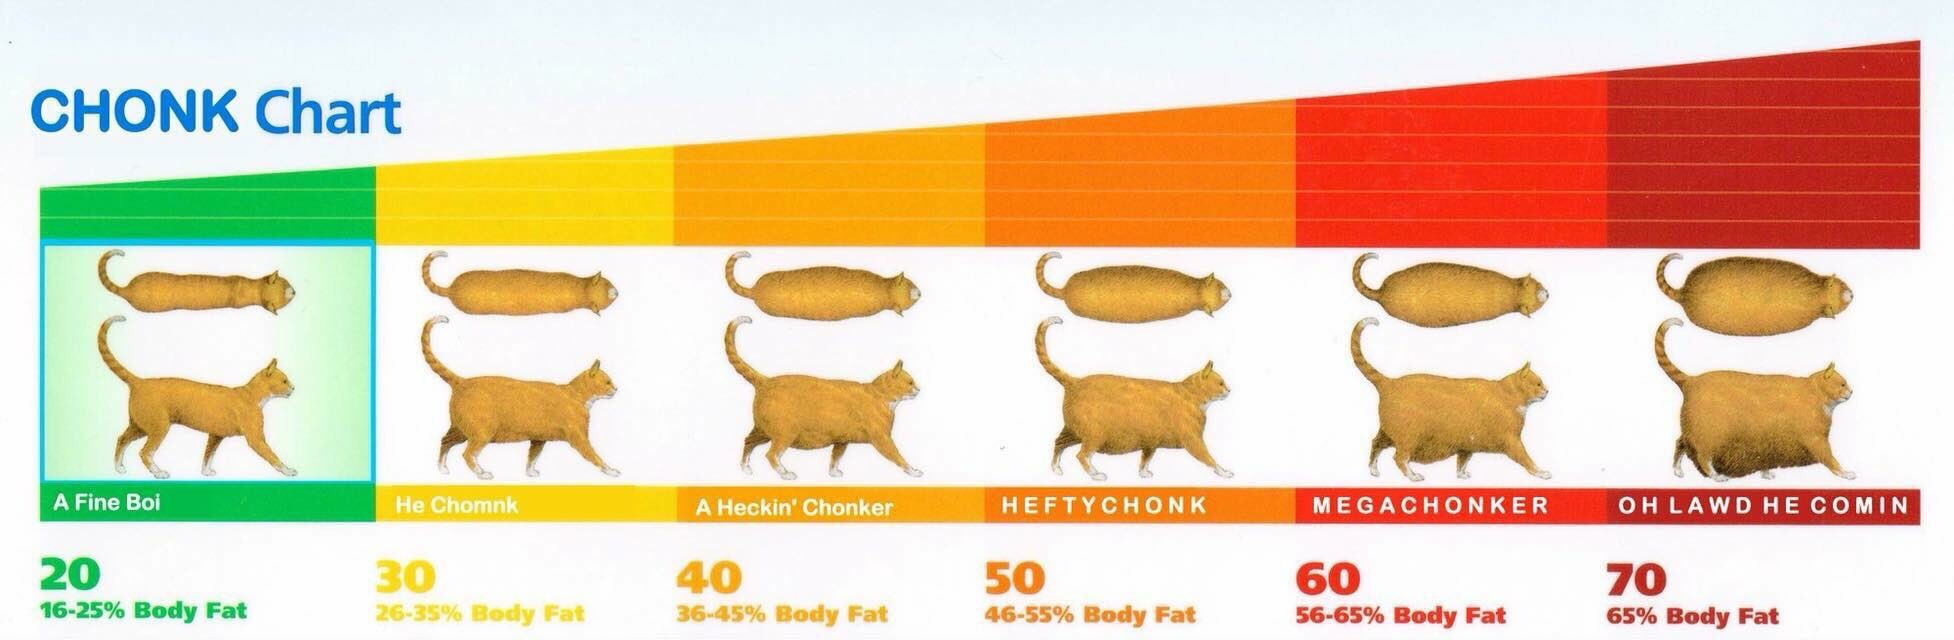 CHONK Chart
A Fine Boi
He Chomnk
A Heckin' Chonker
HEFTYCHONK
MEGACHONKER
OH LAWD HE COMIN
20
16-25% Body Fat
30
26-35% Body Fat
40
36-45% Body Fat
50
46-55% Body Fat
60
56-65% Body Fat
70
65% Body Fat